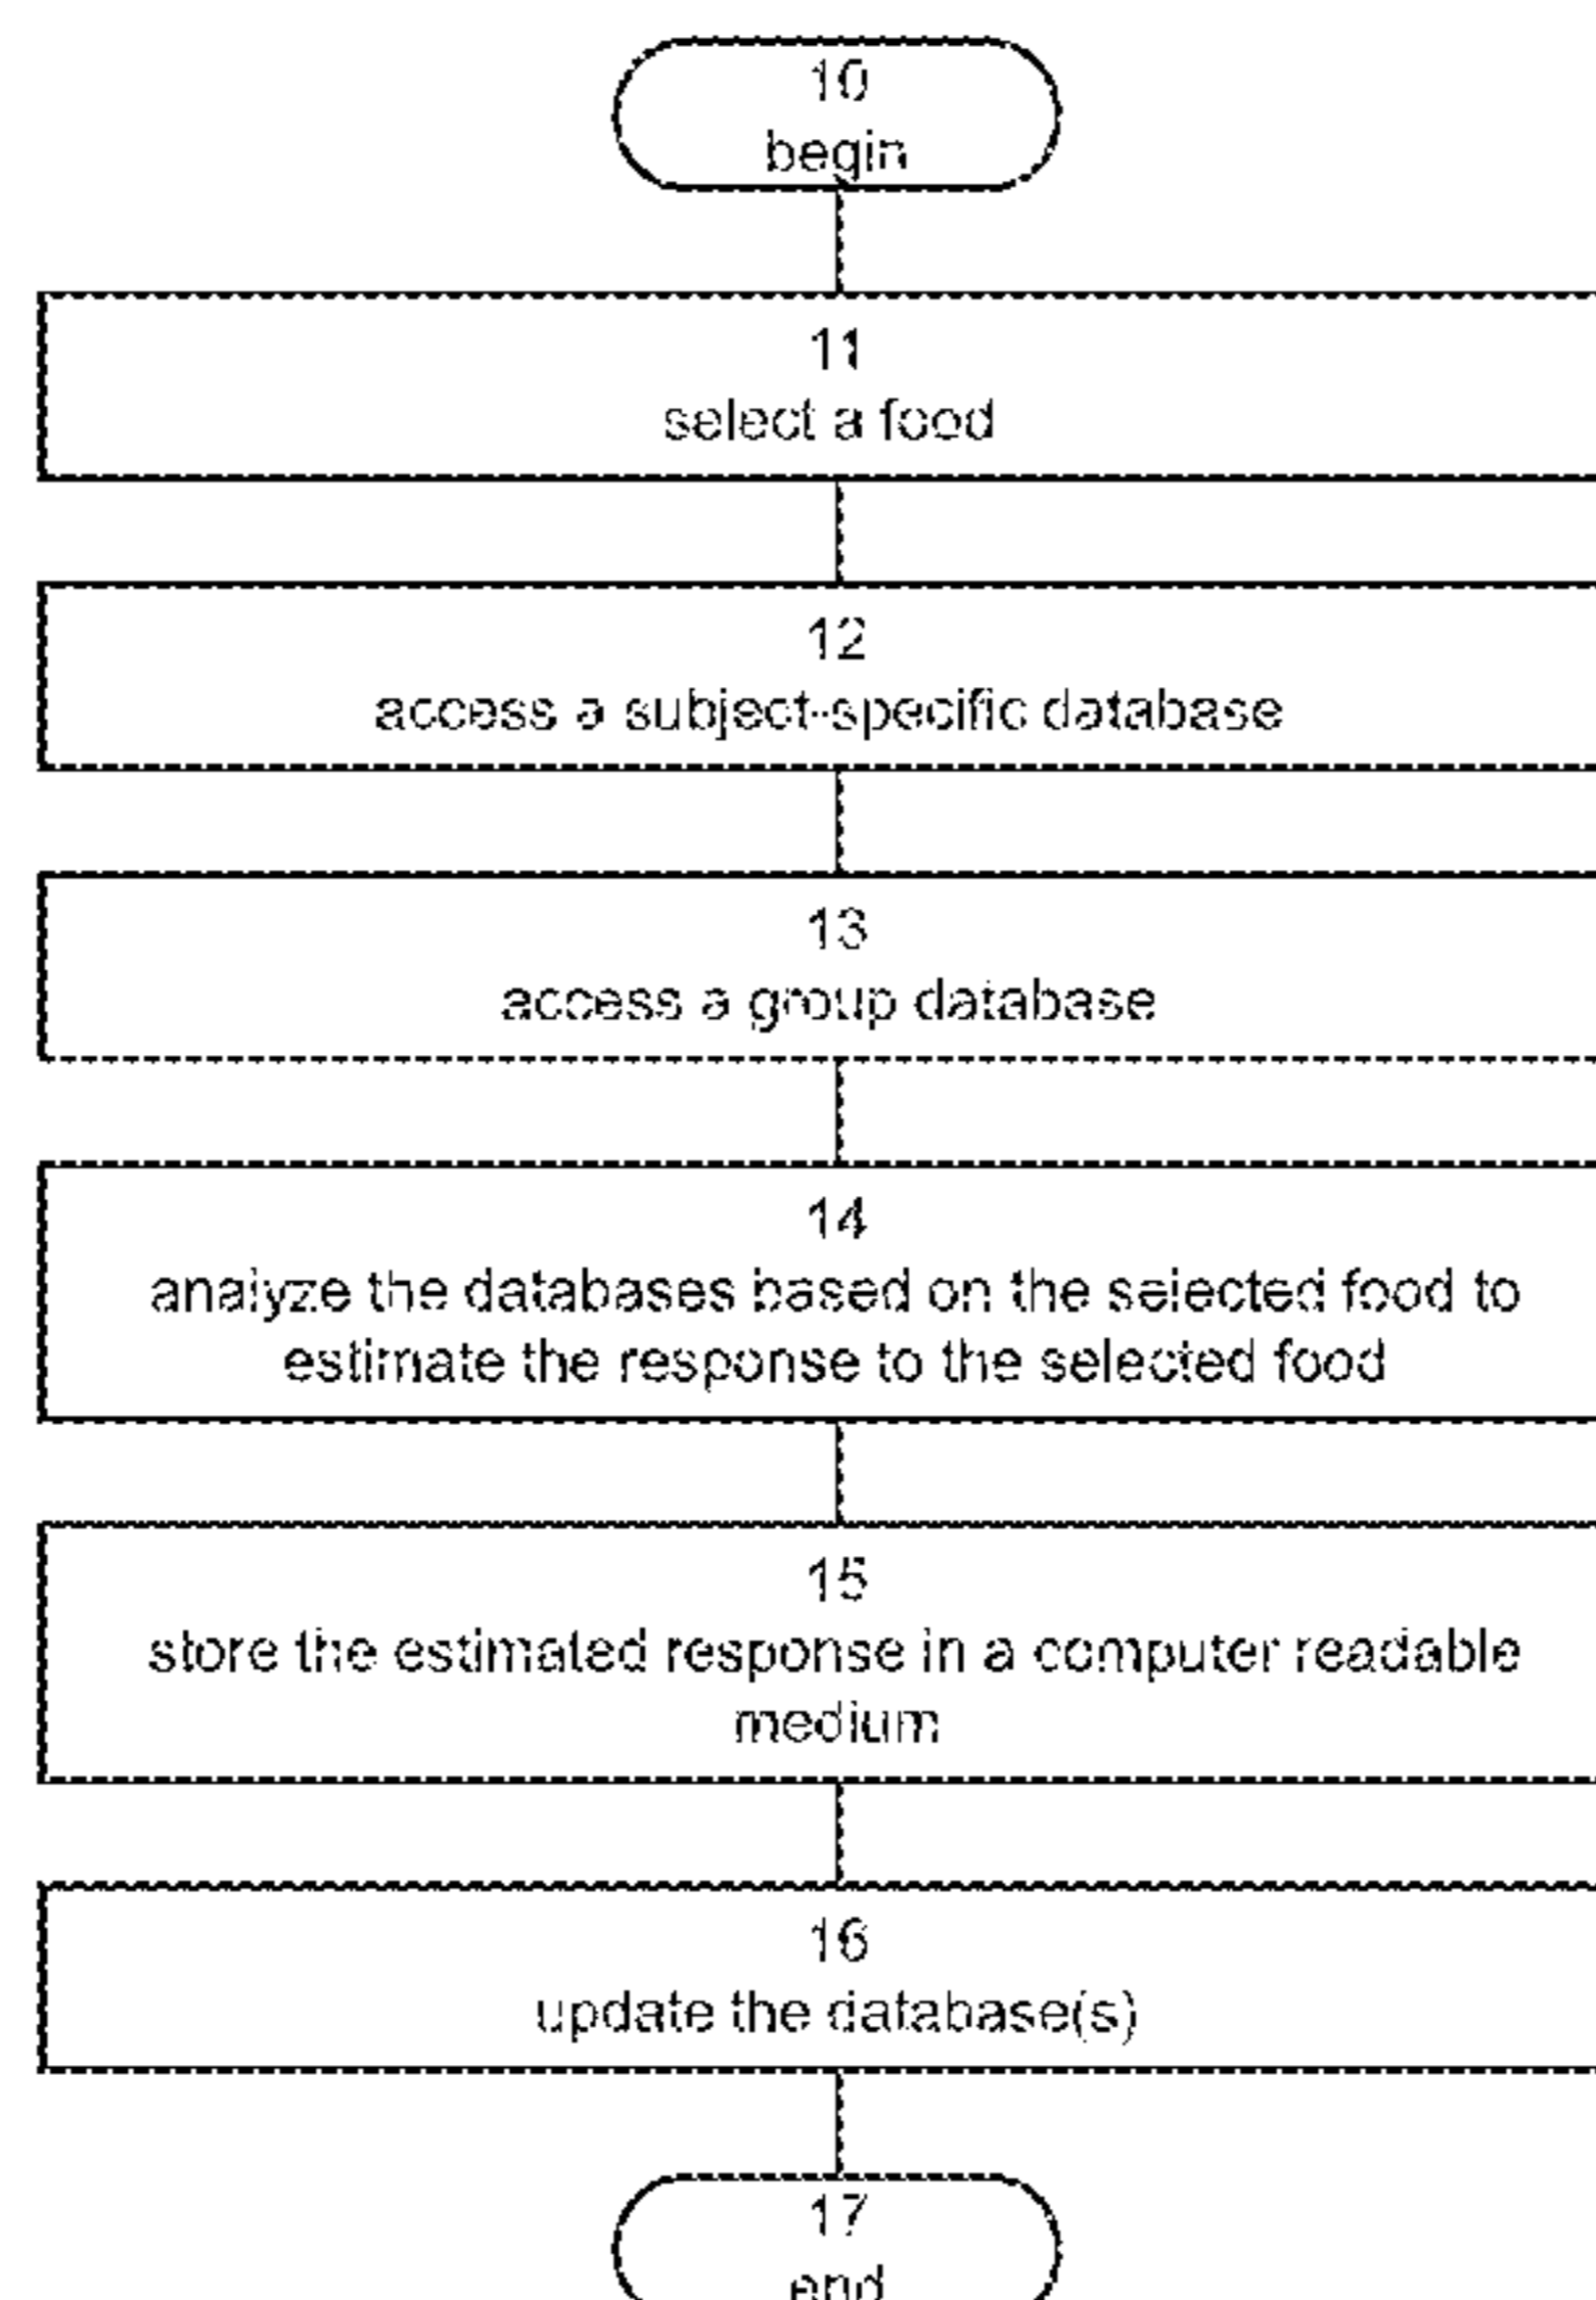 10
begin
11
select a food
12
access a subject-specific database
13
access a group database
14
analyze the databases based on the selected food to
estimate the response to the selected food
15
store the estimated response in a computer readable
medium
16
update the database(s)
17
end